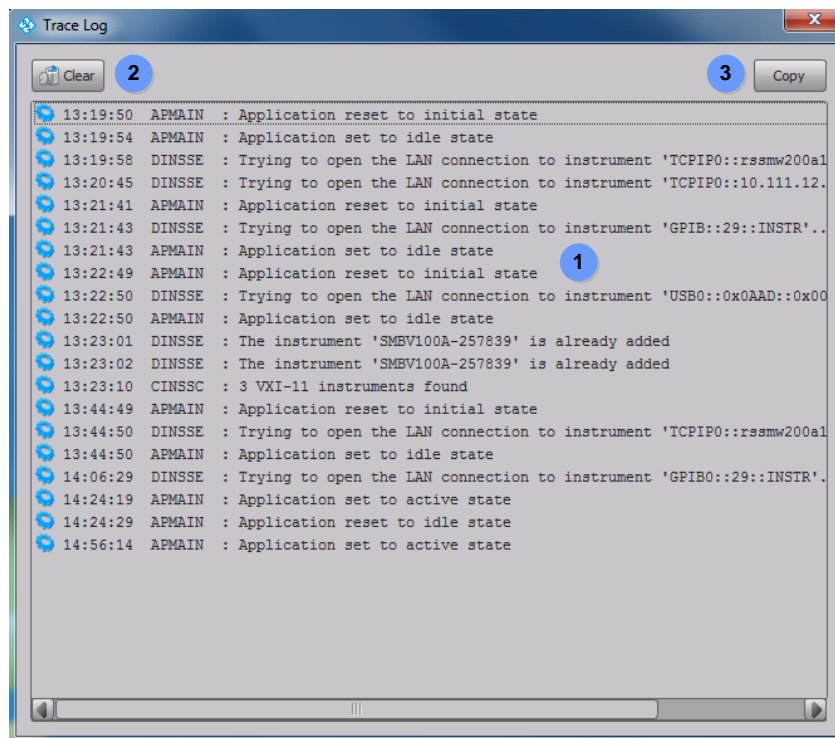 Trace Log
Clear 2 3 Copy
13:19:50 APMAIN : Application reset to initial state
13:19:54 APMAIN : Application set to idle state
13:19:58 DINSSE : Trying to open the LAN connection to instrument 'TCPIP0::rssmw200a1
13:20:45 DINSSE : Trying to open the LAN connection to instrument 'TCPIP0::10.111.12.
13:21:41 APMAIN : Application reset to initial state
13:21:43 DINSSE : Trying to open the LAN connection to instrument 'GPIB::29::INSTR'..
13:21:43 APMAIN : Application set to idle state
1
13:22:49 APMAIN : Application reset to initial state
13:22:50 DINSSE : Trying to open the LAN connection to instrument 'USB0::0x0AAD::0x00
13:22:50 APMAIN : Application set to idle state
13:23:01 DINSSE : The instrument 'SMBV100A-257839' is already added
13:23:02 DINSSE : The instrument 'SMBV100A-257839' is already added
13:23:10 CINSSC : 3 VXI-11 instruments found
13:44:49 APMAIN : Application reset to initial state
13:44:50 DINSSE : Trying to open the LAN connection to instrument 'TCPIP0::rssmw200a1
13:44:50 APMAIN : Application set to idle state
14:06:29 DINSSE : Trying to open the LAN connection to instrument 'GPIB0::29::INSTR'.
14:24:19 APMAIN : Application set to active state
14:24:29 APMAIN : Application reset to idle state
14:56:14 APMAIN : Application set to active state